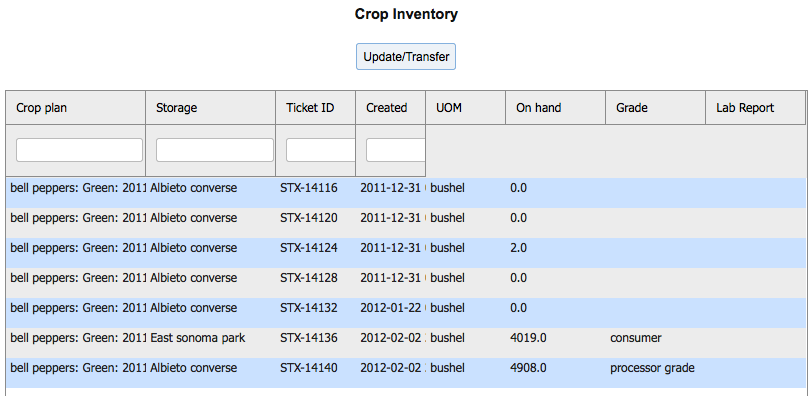 Crop Inventory
Update/Transfer
Crop plan Storage Ticket ID Created UOM On hand Grade Lab Report
bell peppers: Green: 2011 Albieto converse STX-14116 2011-12-31 bushel 0.0
bell peppers: Green: 2011 Albieto converse STX-14120 2011-12-31 bushel 0.0
bell peppers: Green: 2011 Albieto converse STX-14124 2011-12-31 bushel 2.0
bell peppers: Green: 2011 Albieto converse STX-14128 2011-12-31 bushel 0.0
bell peppers: Green: 2011 Albieto converse STX-14132 2012-01-22 bushel 0.0
bell peppers: Green: 2011 East sonoma park STX-14136 2012-02-02 bushel 4019.0 consumer
bell peppers: Green: 2011 Albieto converse STX-14140 2012-02-02 bushel 4908.0 processor grade